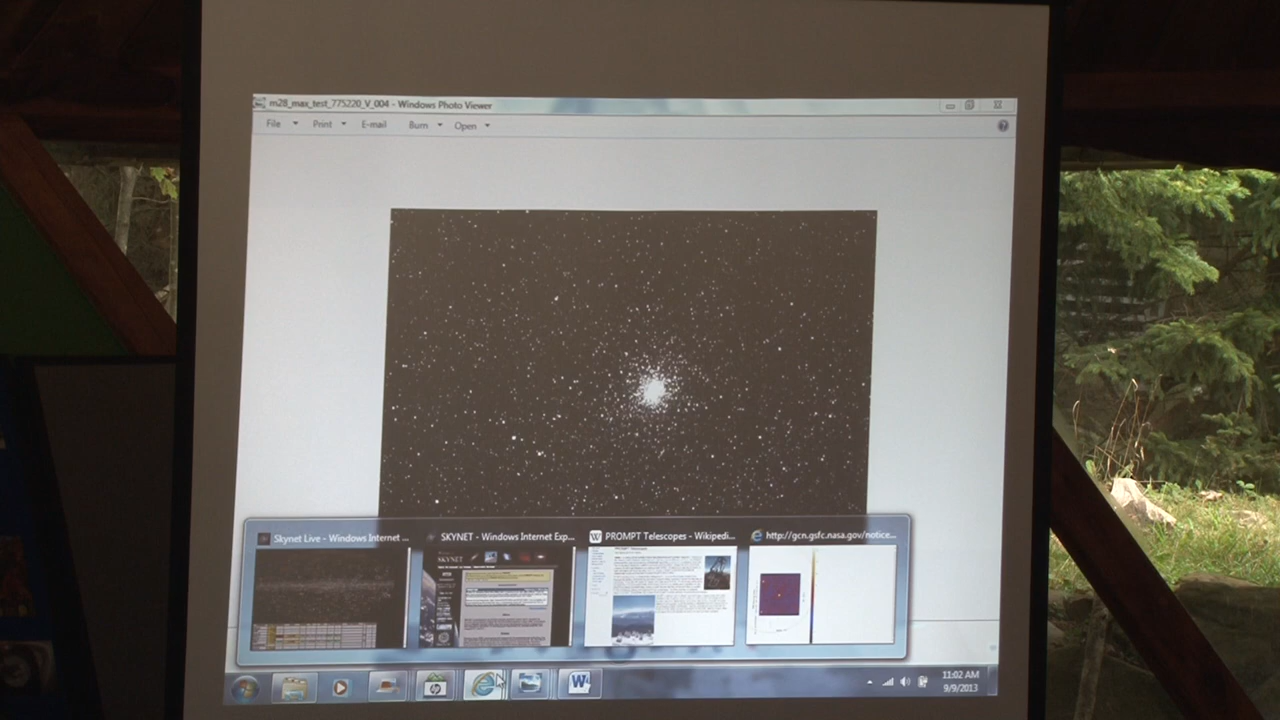 m28_max_test_775220_V_004 - Windows Photo Viewer
File Print E-mail Burn Open
Skynet Live - Windows Internet ...
SKYNET - Windows Internet Exp...
PROMPT Telescopes - Wikipedi...
http://gcn.gsfc.nasa.gov/notice...
SKYNET
11:02 AM
9/9/2013